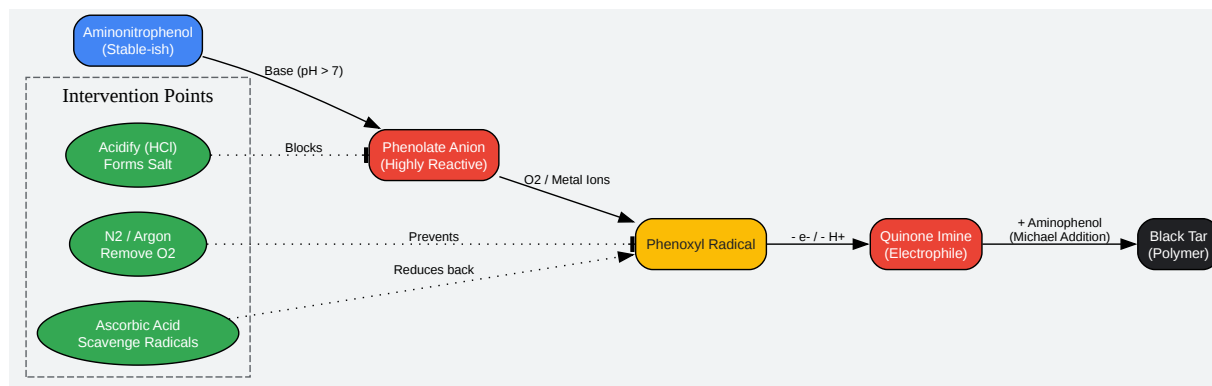 Aminonitrophenol
(Stable-ish)
Base (pH > 7)
Intervention Points
Acidify (HCl)
Forms Salt
Blocks
Phenolate Anion
(Highly Reactive)
O2 / Metal Ions
N2 / Argon
Remove O2
Prevents
Phenoxyl Radical
- e- / - H+
Quinone Imine
(Electrophile)
+ Aminophenol
(Michael Addition)
Black Tar
(Polymer)
Reduces back
Ascorbic Acid
Scavenge Radicals